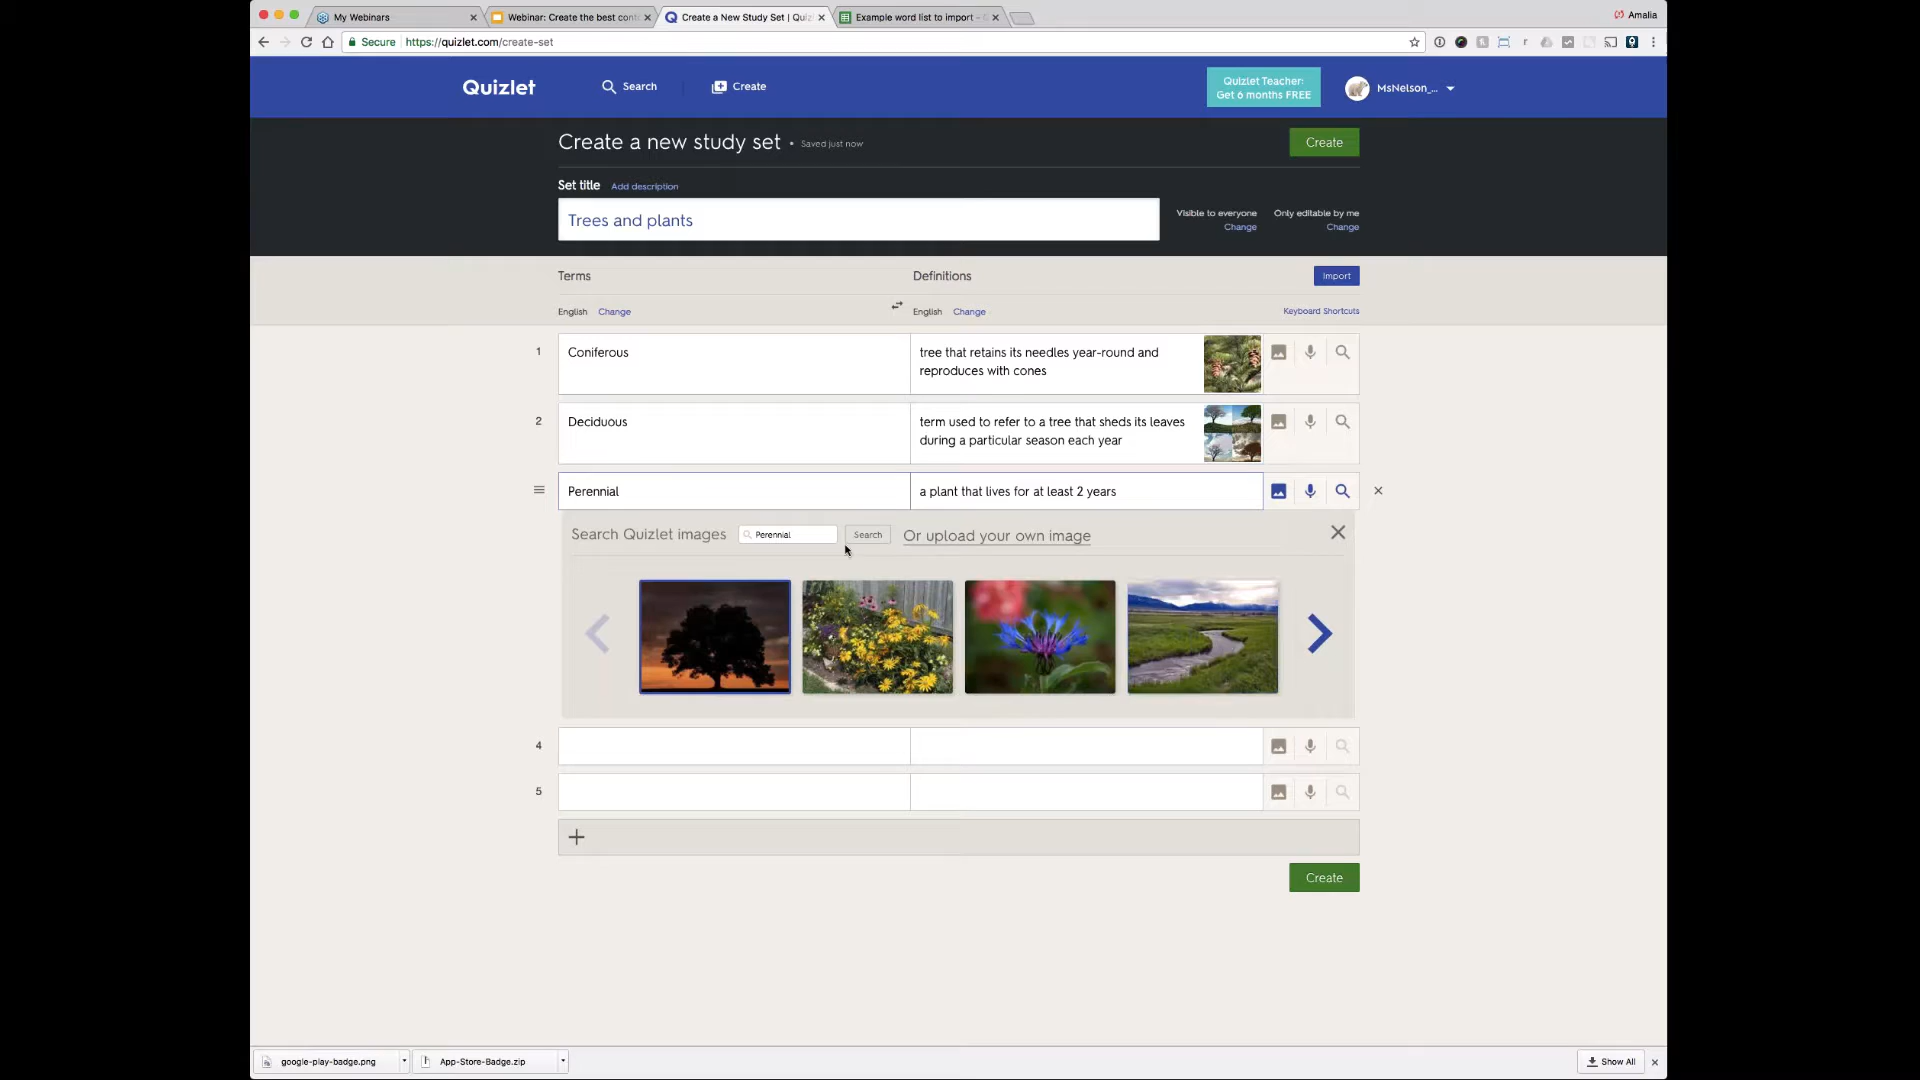 My Webinars
Webinar: Create the best cont
Create a New Study Set | Quiz
Example word list to import -
Amalia
Secure
https://quizlet.com/create-set
Quizlet
Search
Create
Quizlet Teacher:
Get 6 months FREE
MsNelson_...
Create a new study set • Saved just now
Create
Set title
Add description
Trees and plants
Visible to everyone
Change
Only editable by me
Change
Terms
Definitions
Import
English Change
English Change
Keyboard Shortcuts
1
Coniferous
tree that retains its needles year-round and
reproduces with cones
2
Deciduous
term used to refer to a tree that sheds its leaves
during a particular season each year
Perennial
a plant that lives for at least 2 years
Search Quizlet images
Perennial
Search
Or upload your own image
4
5
Create
google-play-badge.png
App-Store-Badge.zip
Show All